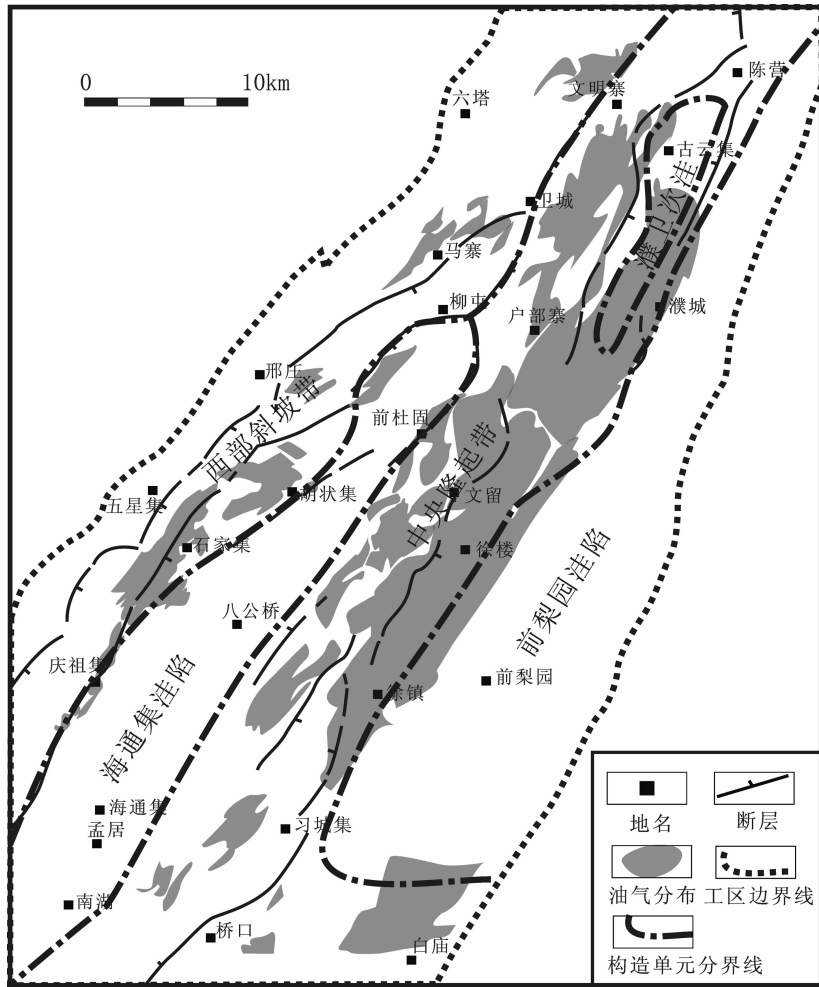 0 10km
陈营
文明寨
六塔
古云集
濮卫次洼
卫城
马寨
柳屯
户部寨
濮城
邢庄
西部斜坡带
前杜固
中央隆起带
五星集
胡状集
文留
石家集
徐楼
前梨园洼陷
八公桥
庆祖集
海通集洼陷
前梨园
徐镇
海通集
孟居
习城集
南湖
桥口
白庙
地名
断层
油气分布
工区边界线
构造单元分界线